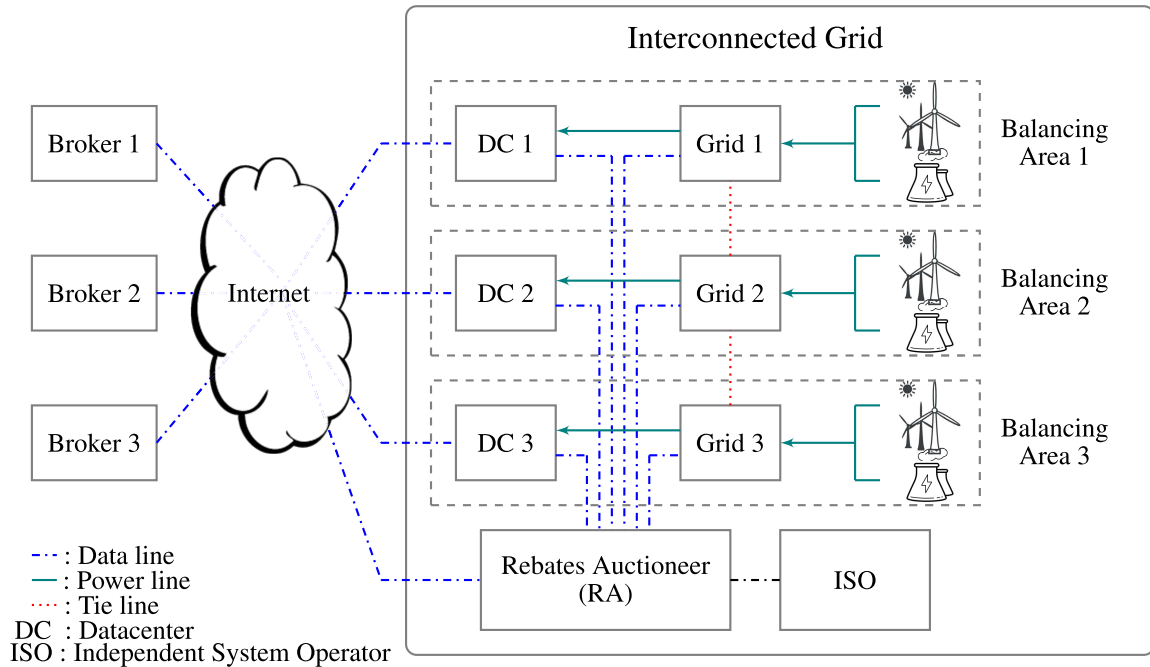 Interconnected Grid
Broker 1
DC 1
Grid 1
Balancing
Area 1
Broker 2
Internet
DC 2
Grid 2
Balancing
Area 2
Broker 3
DC 3
Grid 3
Balancing
Area 3
Rebates Auctioneer
(RA)
ISO
: Data line
: Power line
: Tie line
DC : Datacenter
ISO : Independent System Operator